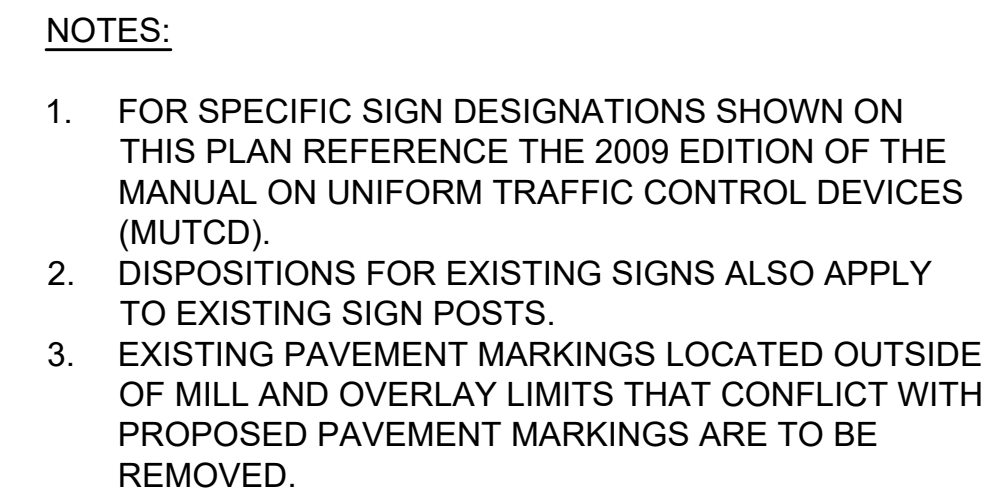 NOTES:
1. FOR SPECIFIC SIGN DESIGNATIONS SHOWN ON
THIS PLAN REFERENCE THE 2009 EDITION OF THE
MANUAL ON UNIFORM TRAFFIC CONTROL DEVICES
(MUTCD).
2. DISPOSITIONS FOR EXISTING SIGNS ALSO APPLY
TO EXISTING SIGN POSTS.
3. EXISTING PAVEMENT MARKINGS LOCATED OUTSIDE
OF MILL AND OVERLAY LIMITS THAT CONFLICT WITH
PROPOSED PAVEMENT MARKINGS ARE TO BE
REMOVED.